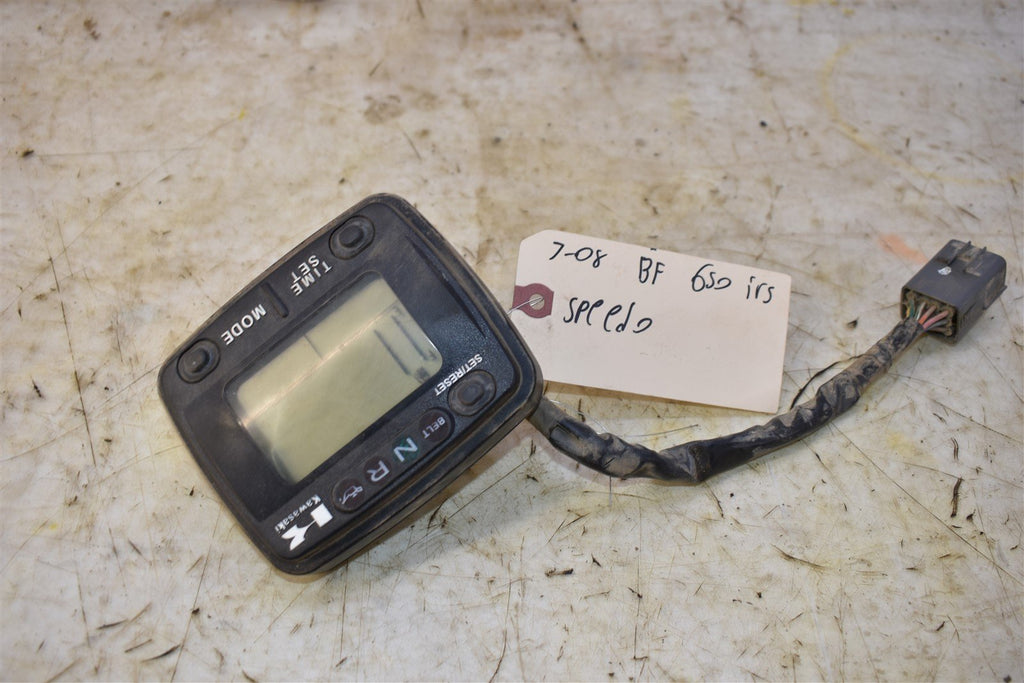 7-08 BF 650 irs
speedo
TIME
SET
MODE
SET/RESET
BELT
N
R
K
Kawasaki